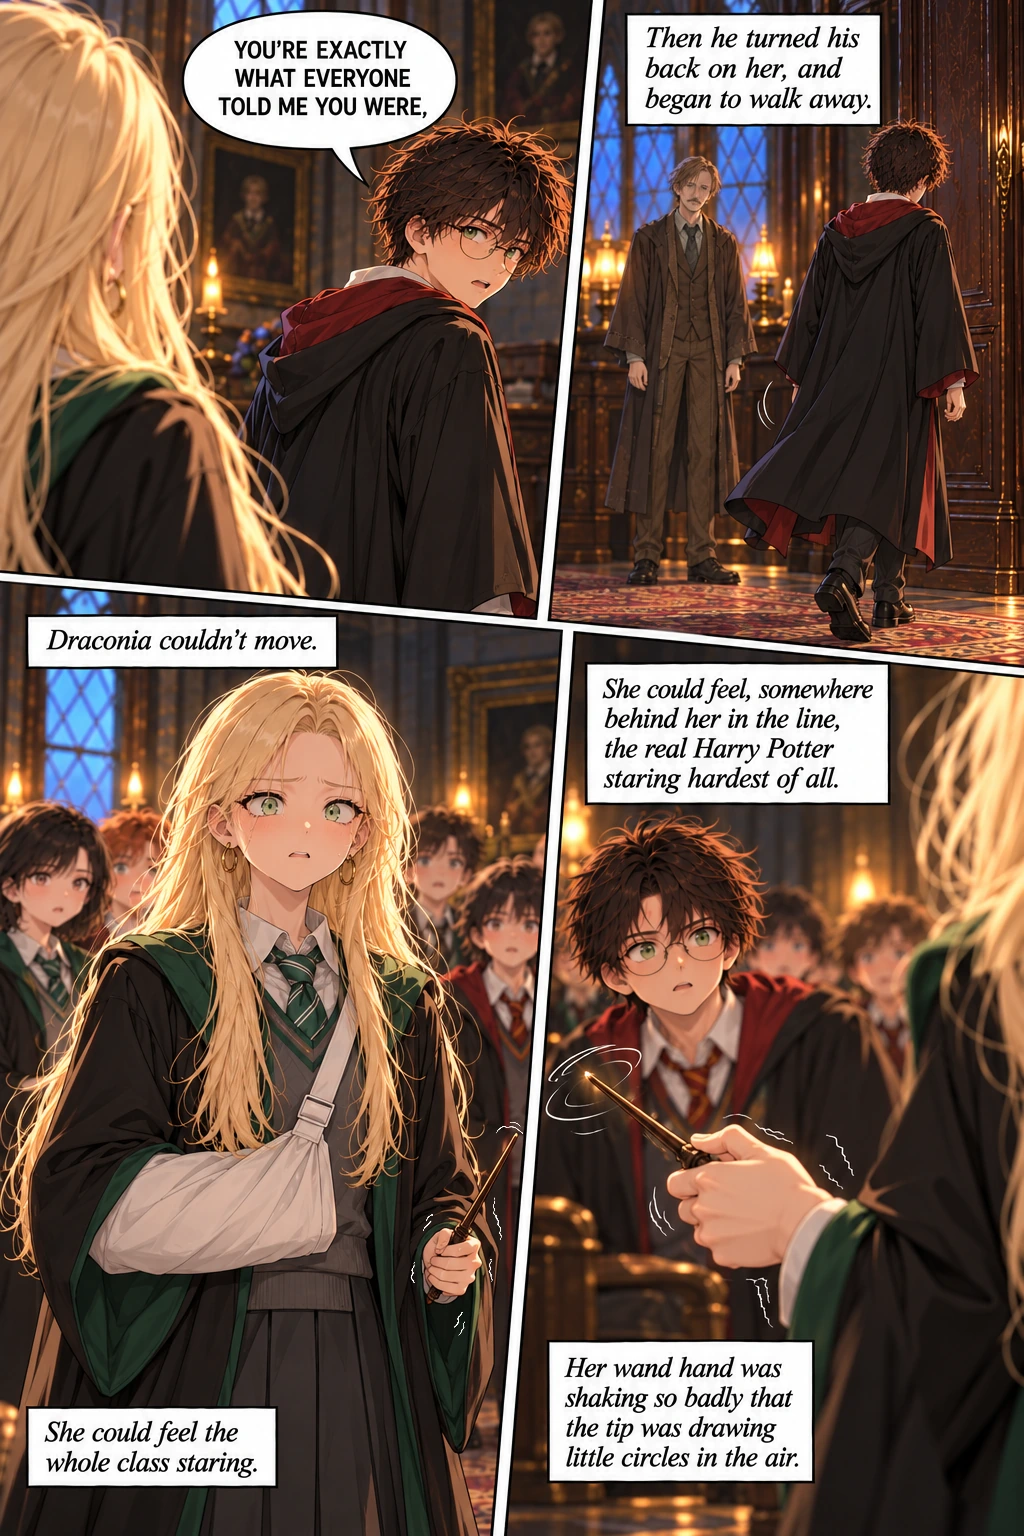 YOU'RE EXACTLY
WHAT EVERYONE
TOLD ME YOU WERE,
Then he turned his
back on her, and
began to walk away.
Draconia couldn't move.
She could feel the
whole class staring.
She could feel, somewhere
behind her in the line,
the real Harry Potter
staring hardest of all.
Her wand hand was
shaking so badly that
the tip was drawing
little circles in the air.